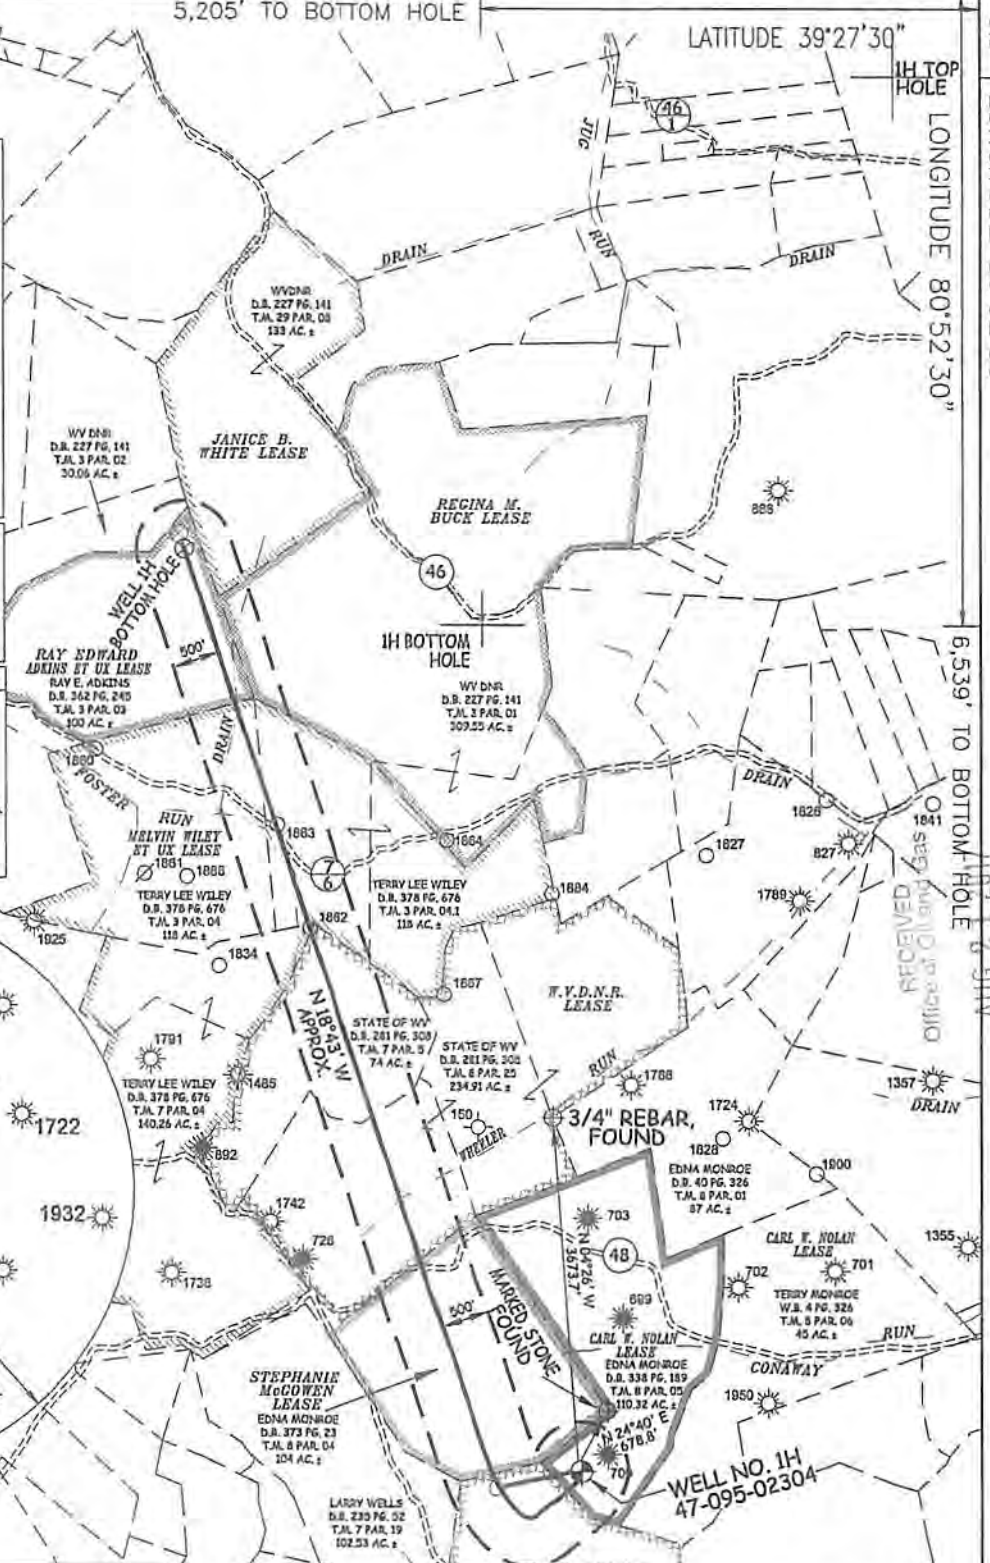 5,205' TO BOTTOM HOLE
LATITUDE 39°27'30"
1H TOP
HOLE
LONGITUDE 80°52'30"
46
1
JUG
RUN
DRAIN
DRAIN
WVDNR
D.B. 227 PG. 141
T.M. 29 PAR. 08
133 AC. ±
WV DNR
D.B. 227 PG. 141
T.M. 3 PAR. 02
30.06 AC. ±
JANICE B.
WHITE LEASE
REGINA M.
BUCK LEASE
888
46
WELL 1H
BOTTOM HOLE
1H BOTTOM
HOLE
500'
RAY EDWARD
ADKINS ET UX LEASE
RAY E. ADKINS
D.B. 362 PG. 245
T.M. 3 PAR. 03
100 AC. ±
WV DNR
D.B. 227 PG. 141
T.M. 3 PAR. 01
309.55 AC. ±
6,539' TO BOTTOM HOLE
DRAIN
1880
FOSTER
RUN
DRAIN
1826
1841
MELVIN WILEY
ET UX LEASE
1883
1864
1827
827
1861
1888
7
6
TERRY LEE WILEY
D.B. 378 PG. 676
T.M. 3 PAR. 04
118 AC. ±
TERRY LEE WILEY
D.B. 378 PG. 676
T.M. 3 PAR. 04.1
118 AC. ±
1884
1789
1925
1862
1834
RECEIVED
Office of Oil and Gas
1887
W.V.D.N.R.
LEASE
N 18°43' W
APPROX.
STATE OF WV
D.B. 281 PG. 308
T.M. 7 PAR. 5
74 AC. ±
STATE OF WV
D.B. 281 PG. 308
T.M. 8 PAR. 25
234.91 AC. ±
1791
1485
RUN
1788
1357
DRAIN
TERRY LEE WILEY
D.B. 378 PG. 676
T.M. 7 PAR. 04
140.26 AC. ±
1722
150
WHEELER
3/4" REBAR,
FOUND
1724
1828
892
EDNA MONROE
D.B. 40 PG. 326
T.M. 8 PAR. 01
87 AC. ±
1900
1932
1742
703
728
1738
N 04°26' W
3673.7'
48
CARL W. NOLAN
LEASE
1355
702
701
TERRY MONROE
W.B. 4 PG. 326
T.M. 8 PAR. 06
45 AC. ±
MARKED STONE
FOUND
500'
699
CARL W. NOLAN
LEASE
RUN
CONAWAY
EDNA MONROE
D.B. 338 PG. 189
T.M. 8 PAR. 05
110.32 AC. ±
STEPHANIE
McGOWEN
LEASE
EDNA MONROE
D.B. 373 PG. 23
T.M. 8 PAR. 04
104 AC. ±
1950
N 24°40' E
678.8'
WELL NO. 1H
47-095-02304
LARRY WELLS
D.B. 235 PG. 52
T.M. 7 PAR. 19
102.53 AC. ±